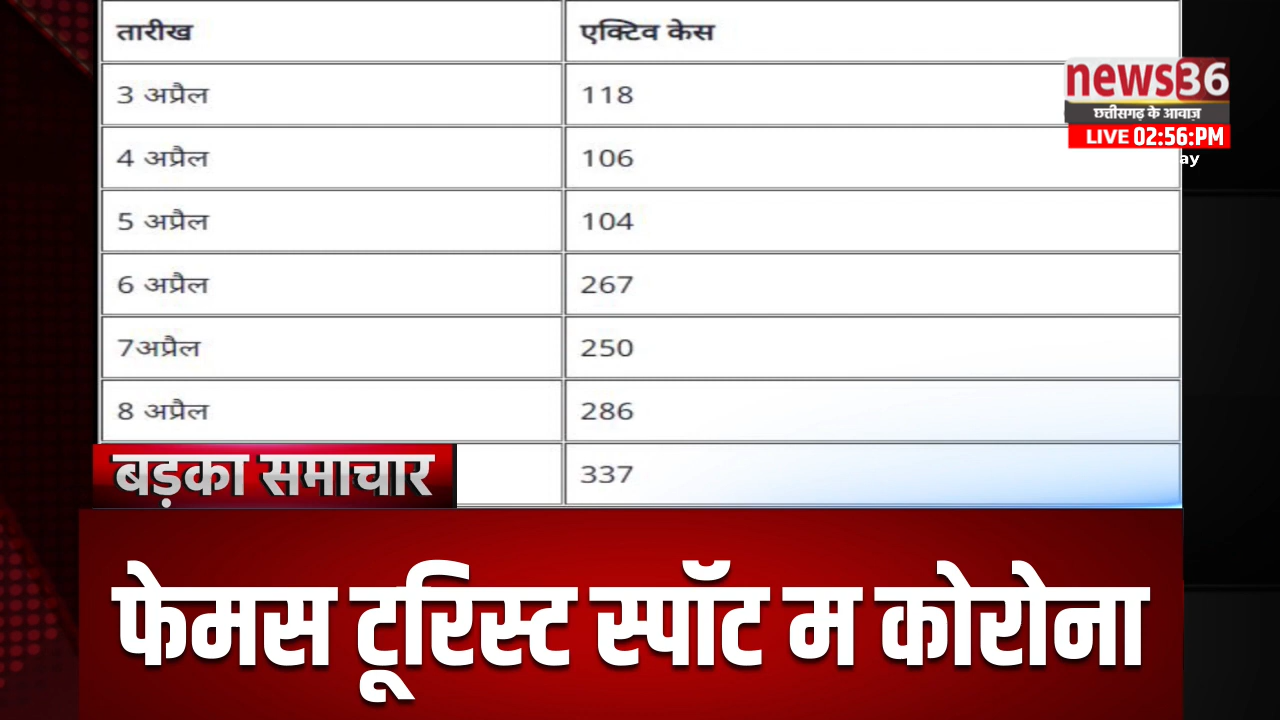 तारीख एक्टिव केस
3 अप्रैल 118
news36
छत्तीसगढ़ के आवाज़
LIVE 02:56:PM
ay
4 अप्रैल 106
5 अप्रैल 104
6 अप्रैल 267
7अप्रैल 250
8 अप्रैल 286
337
बड़का समाचार
फेमस टूरिस्ट स्पॉट म कोरोना